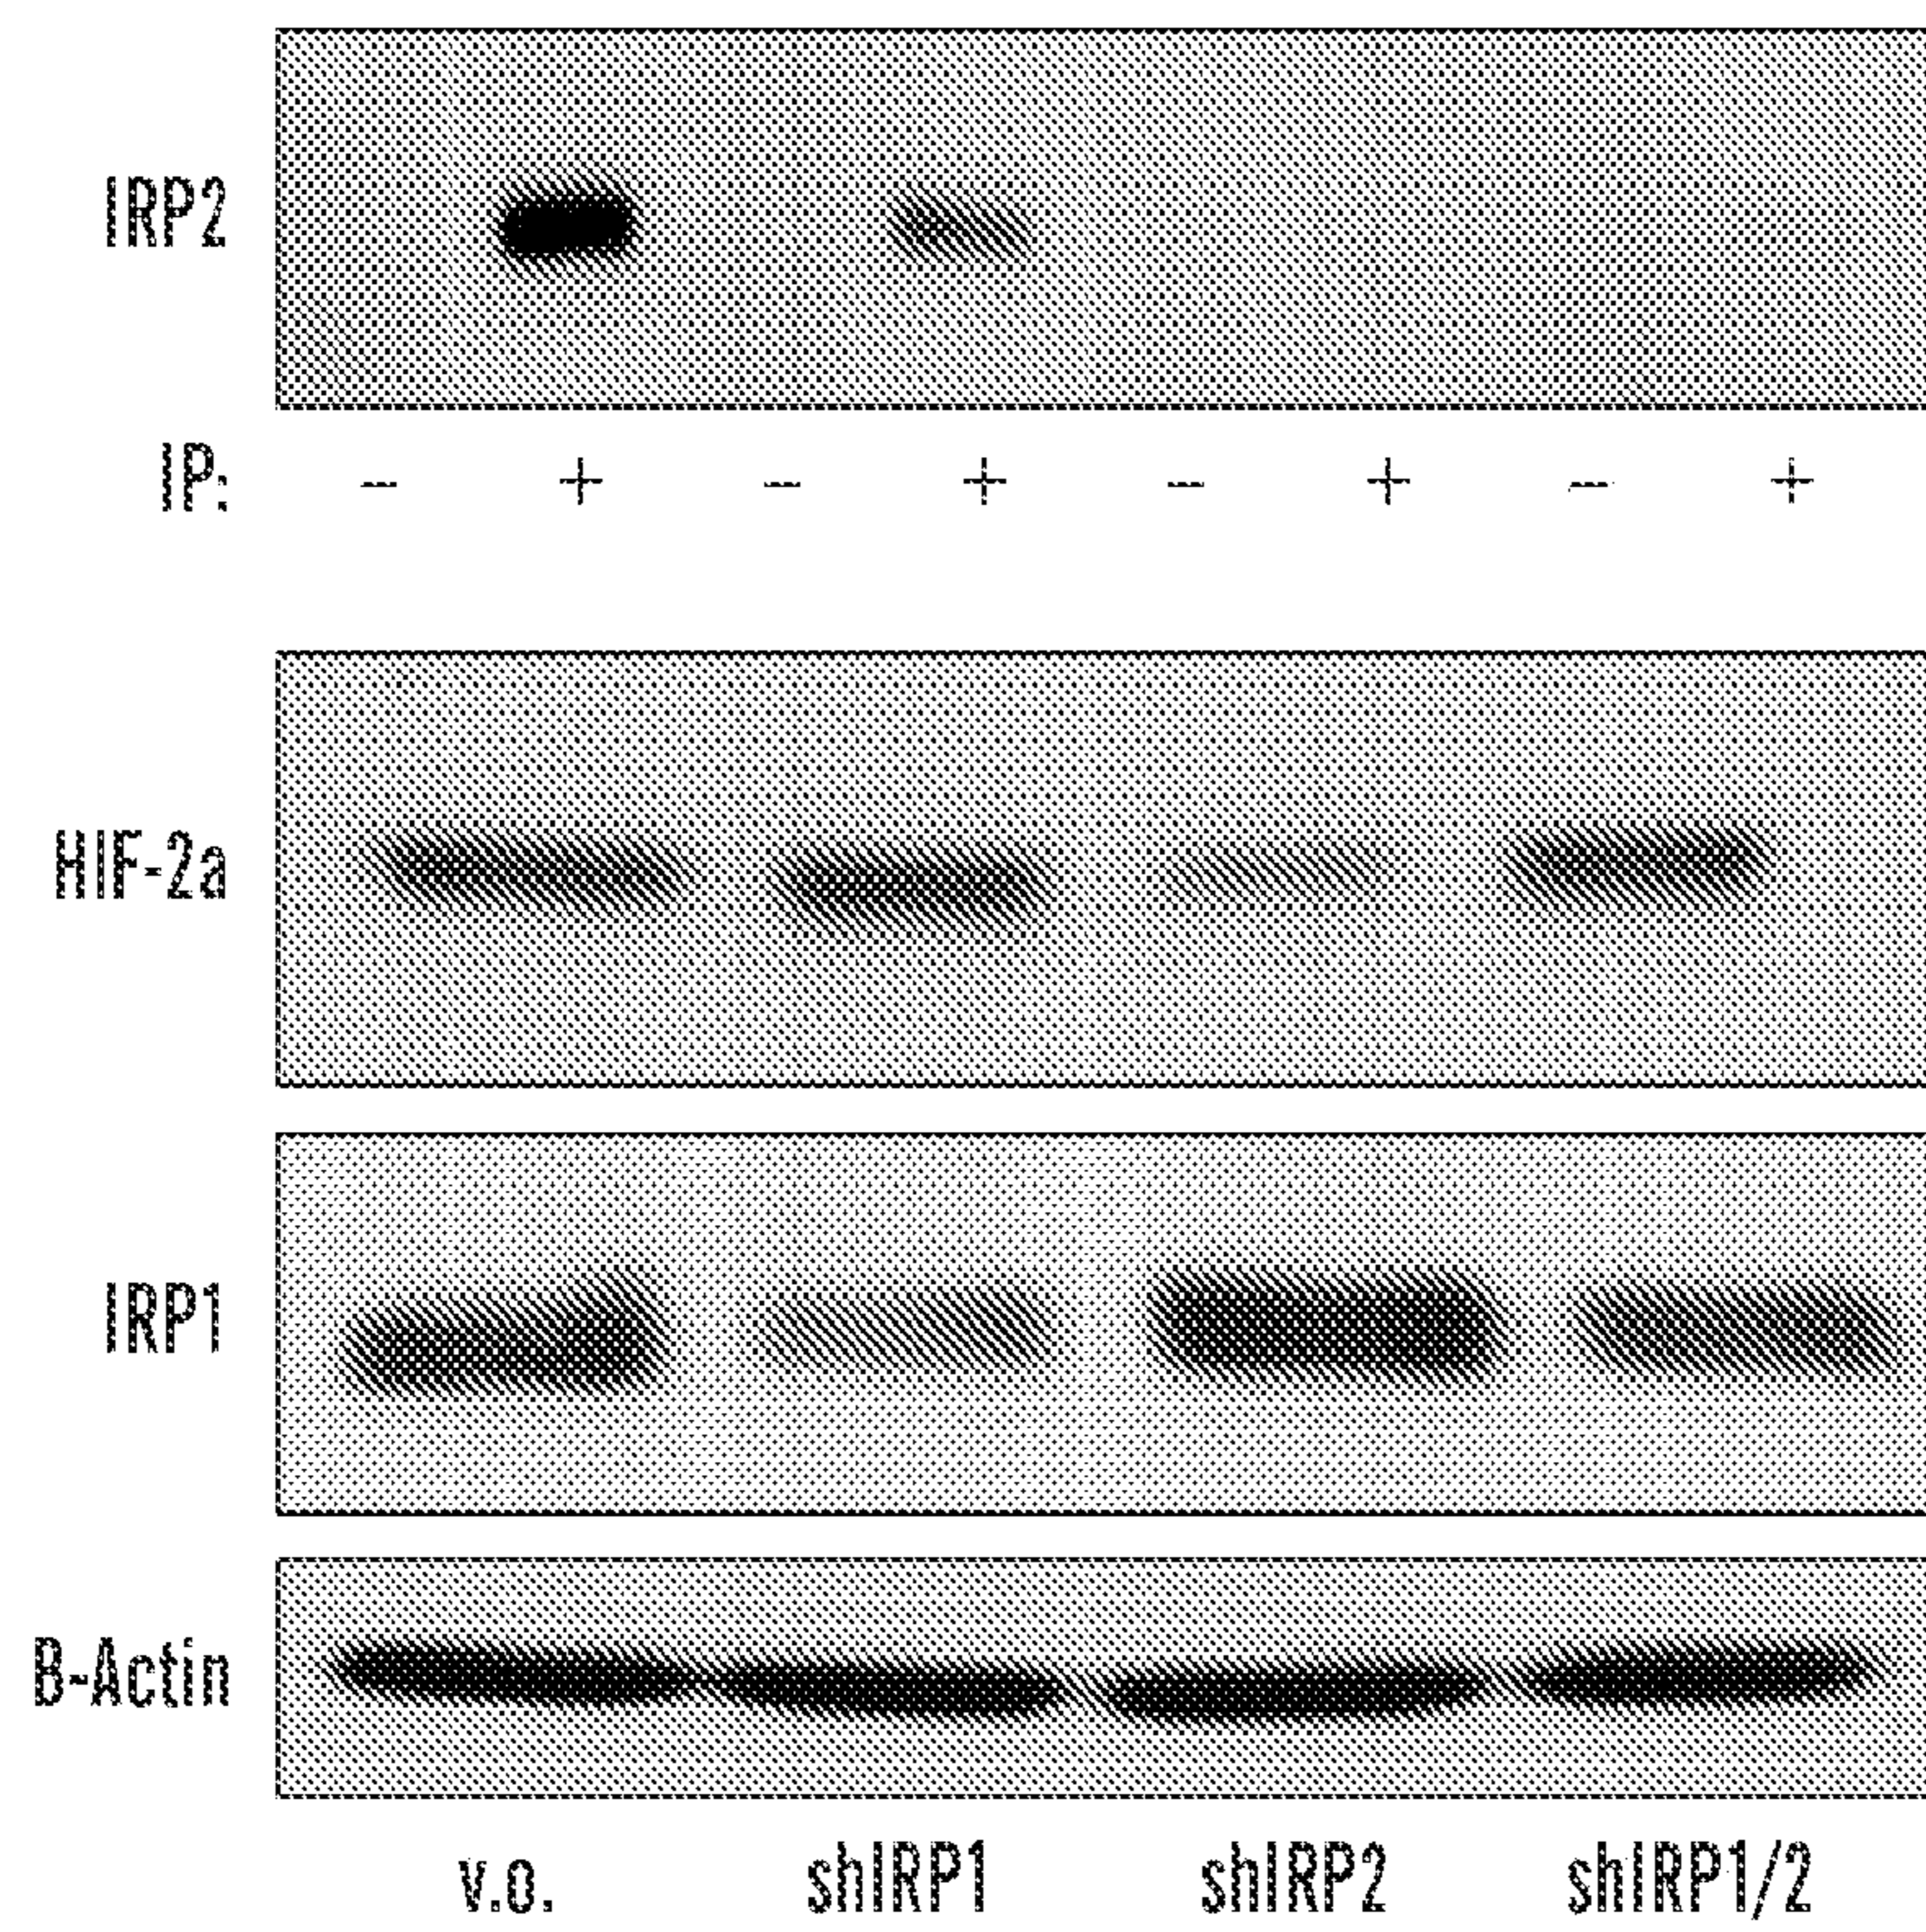 IRP2
IP: - + - + - + - +
HIF-2a
IRP1
B-Actin
v.o. shIRP1 shIRP2 shIRP1/2